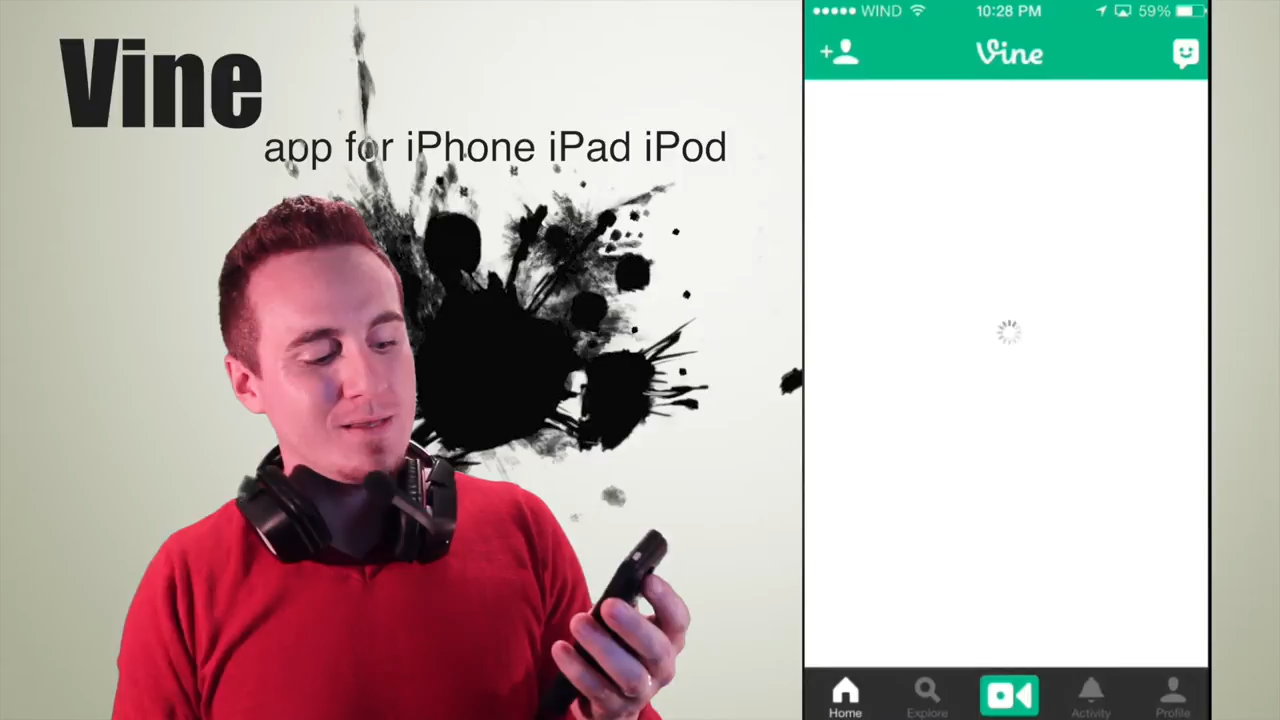 Vine
app for iPhone iPad iPod
WIND 10:28 PM 59%
Vine
Home Explore Activity Profile